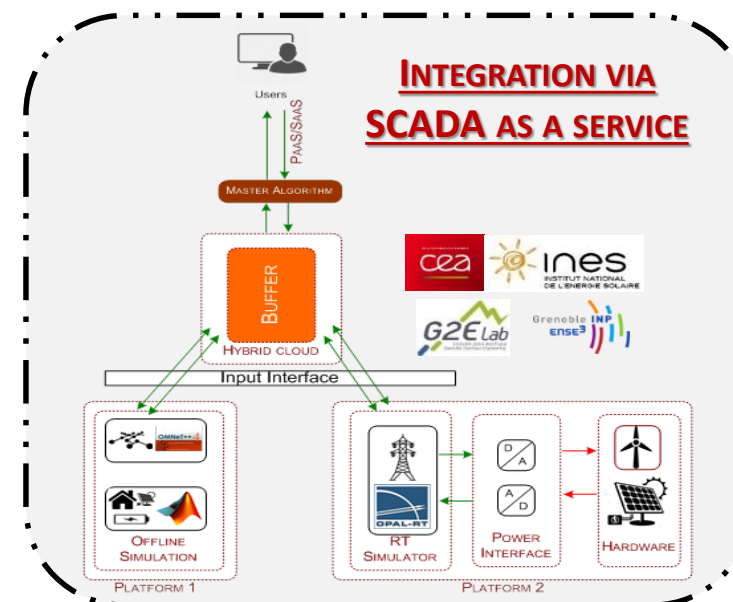 INTEGRATION VIA
SCADA AS A SERVICE
Users
PAAS/SAAS
MASTER ALGORITHM
BUFFER
HYBRID CLOUD
Input Interface
cea
ines
INSTITUT NATIONAL
DE L'ENERGIE SOLAIRE
G2ELab
Grenoble INP
ENSE³
OMNeT++
OFFLINE
SIMULATION
PLATFORM 1
OPAL-RT
RT
SIMULATOR
D
A
A
D
POWER
INTERFACE
HARDWARE
PLATFORM 2